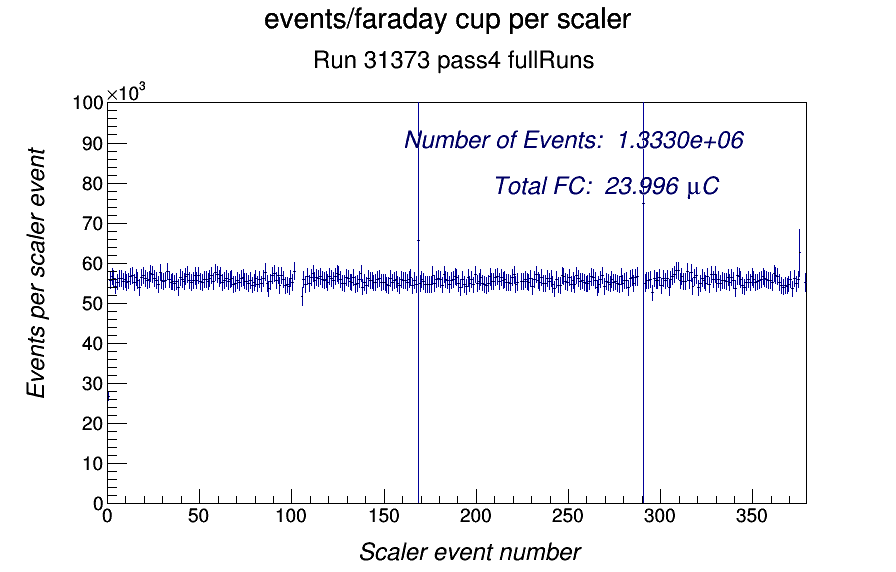 events/faraday cup per scaler
Run 31373 pass4 fullRuns
×10³
100
90
80
70
60
50
40
30
20
10
0
Events per scaler event
Number of Events: 1.3330e+06
Total FC: 23.996 μC
0 50 100 150 200 250 300 350
Scaler event number